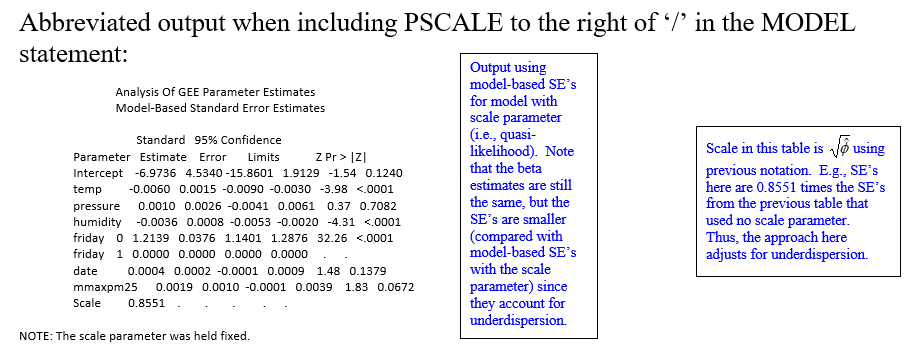 Abbreviated output when including PSCALE to the right of ‘/’ in the MODEL
statement:
Analysis Of GEE Parameter Estimates
Model-Based Standard Error Estimates
Standard 95% Confidence
Parameter Estimate Error Limits Z Pr > |Z|
Intercept -6.9736 4.5340 -15.8601 1.9129 -1.54 0.1240
temp -0.0060 0.0015 -0.0090 -0.0030 -3.98 <.0001
pressure 0.0010 0.0026 -0.0041 0.0061 0.37 0.7082
humidity -0.0036 0.0008 -0.0053 -0.0020 -4.31 <.0001
friday 0 1.2139 0.0376 1.1401 1.2876 32.26 <.0001
friday 1 0.0000 0.0000 0.0000 0.0000 . .
date 0.0004 0.0002 -0.0001 0.0009 1.48 0.1379
mmaxpm25 0.0019 0.0010 -0.0001 0.0039 1.83 0.0672
Scale 0.8551 . . . .
NOTE: The scale parameter was held fixed.
Output using
model-based SE’s
for model with
scale parameter
(i.e., quasi-
likelihood). Note
that the beta
estimates are still
the same, but the
SE’s are smaller
(compared with
model-based SE’s
with the scale
parameter) since
they account for
underdispersion.
Scale in this table is √φ̂ using
previous notation. E.g., SE’s
here are 0.8551 times the SE’s
from the previous table that
used no scale parameter.
Thus, the approach here
adjusts for underdispersion.